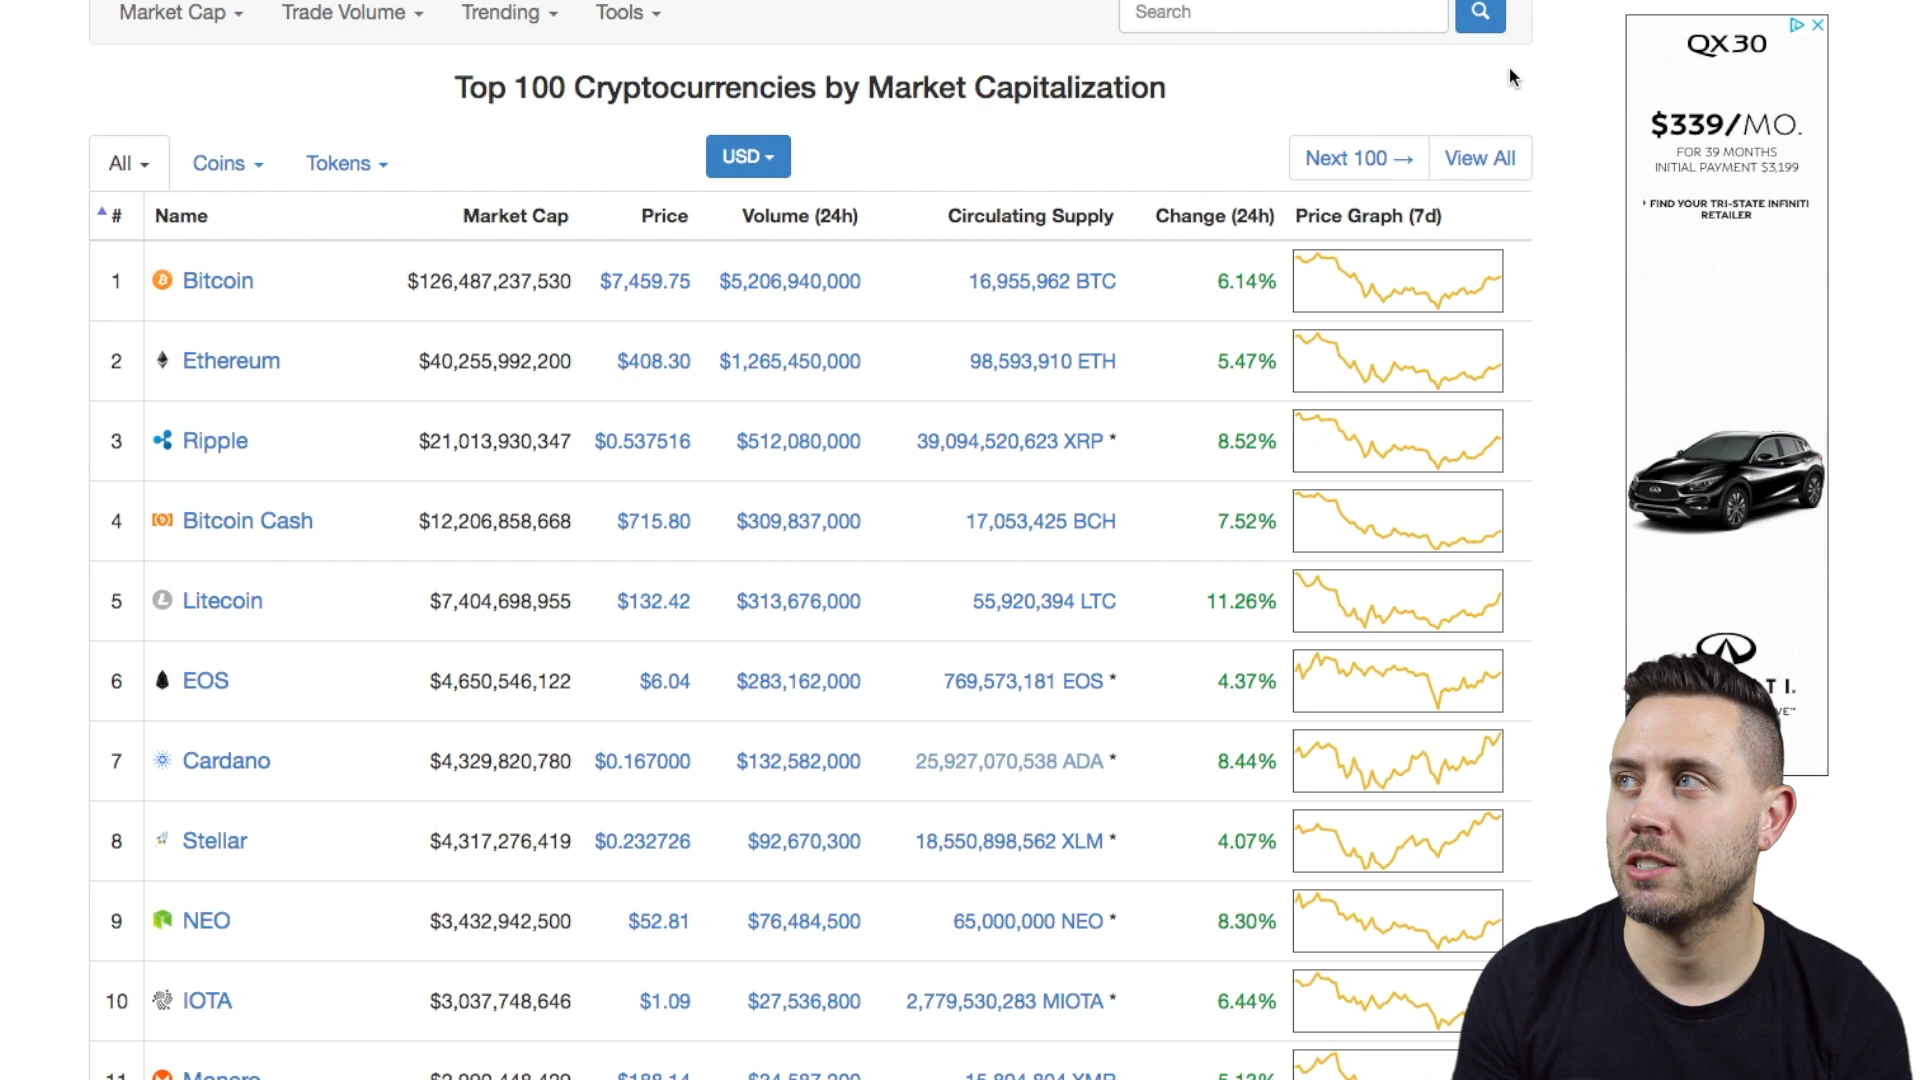 Market Cap Trade Volume Trending Tools Search
Top 100 Cryptocurrencies by Market Capitalization
All Coins Tokens USD Next 100 → View All
# Name Market Cap Price Volume (24h) Circulating Supply Change (24h) Price Graph (7d)
1 Bitcoin $126,487,237,530 $7,459.75 $5,206,940,000 16,955,962 BTC 6.14%
2 Ethereum $40,255,992,200 $408.30 $1,265,450,000 98,593,910 ETH 5.47%
3 Ripple $21,013,930,347 $0.537516 $512,080,000 39,094,520,623 XRP * 8.52%
4 Bitcoin Cash $12,206,858,668 $715.80 $309,837,000 17,053,425 BCH 7.52%
5 Litecoin $7,404,698,955 $132.42 $313,676,000 55,920,394 LTC 11.26%
6 EOS $4,650,546,122 $6.04 $283,162,000 769,573,181 EOS * 4.37%
7 Cardano $4,329,820,780 $0.167000 $132,582,000 25,927,070,538 ADA * 8.44%
8 Stellar $4,317,276,419 $0.232726 $92,670,300 18,550,898,562 XLM * 4.07%
9 NEO $3,432,942,500 $52.81 $76,484,500 65,000,000 NEO * 8.30%
10 IOTA $3,037,748,646 $1.09 $27,536,800 2,779,530,283 MIOTA * 6.44%
11 Monero
QX30
$339/MO.
FOR 39 MONTHS
INITIAL PAYMENT $3,199
FIND YOUR TRI-STATE INFINITI
RETAILER